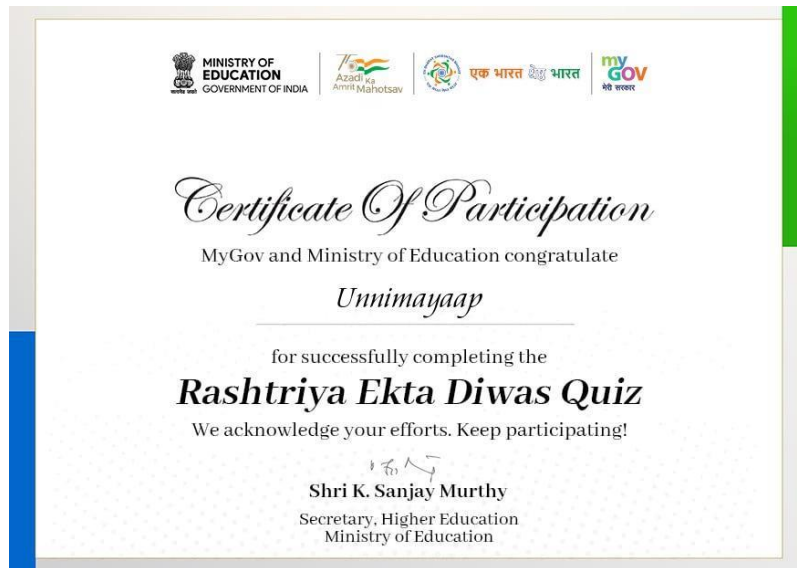 MINISTRY OF
EDUCATION
GOVERNMENT OF INDIA
75
Azadi Ka
Amrit Mahotsav
एक भारत श्रेष्ठ भारत
my
GOV
मेरी सरकार
Certificate Of Participation
MyGov and Ministry of Education congratulate
Unnimayaap
for successfully completing the
Rashtriya Ekta Diwas Quiz
We acknowledge your efforts. Keep participating!
Shri K. Sanjay Murthy
Secretary, Higher Education
Ministry of Education